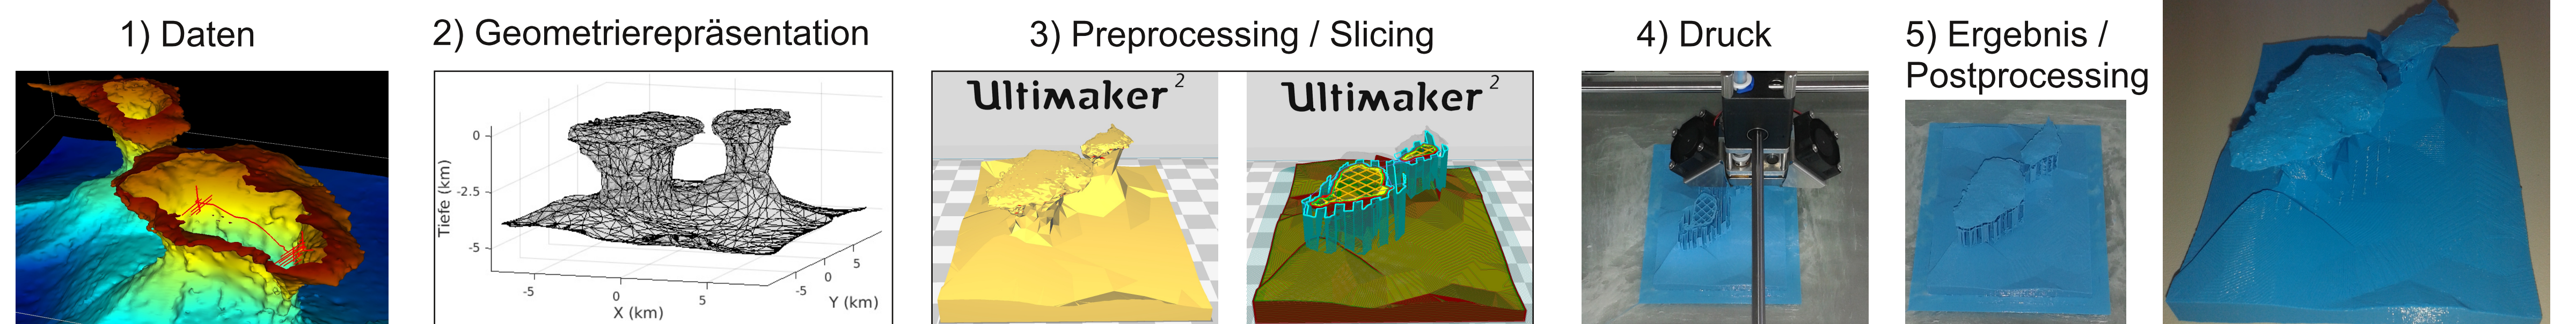 1) Daten
2) Geometrierepräsentation
3) Preprocessing / Slicing
4) Druck
5) Ergebnis /
Postprocessing
Ultimaker 2
Ultimaker 2
Tiefe (km)
0
-2.5
-5
-5
0
5
X (km)
-5
0
5
Y (km)